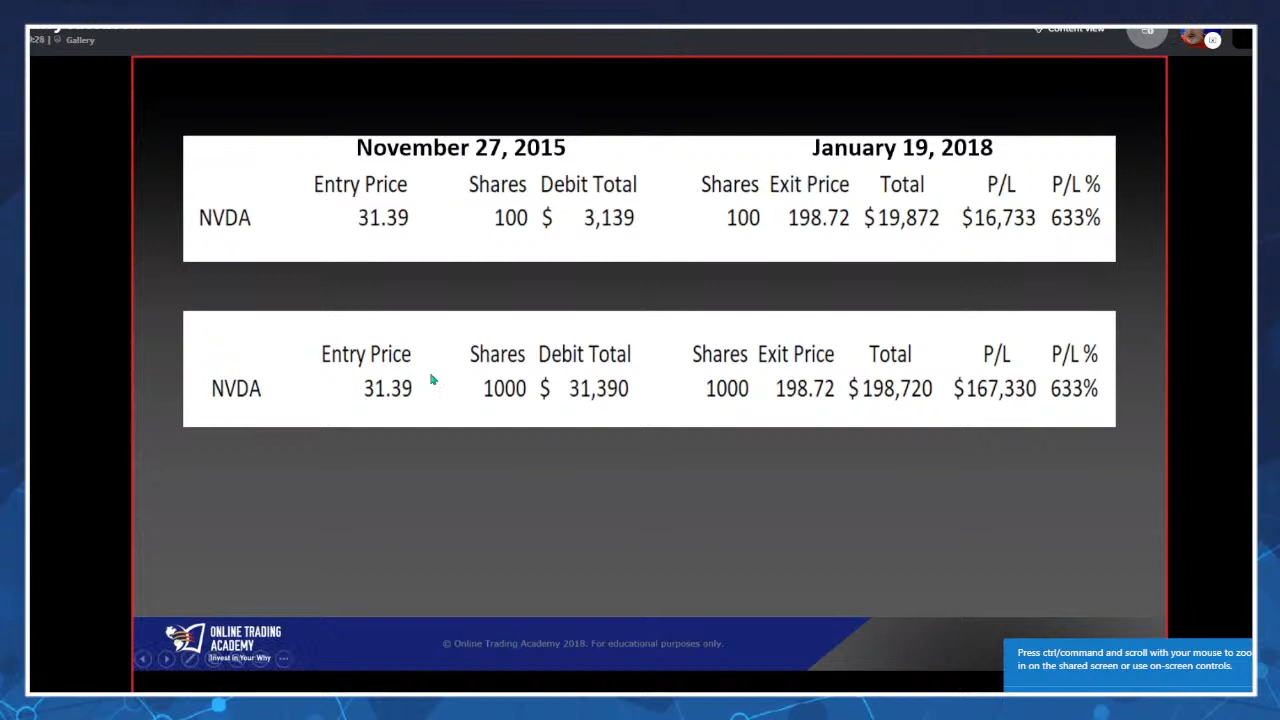 :28 | Gallery
Content view
November 27, 2015 January 19, 2018
Entry Price Shares Debit Total Shares Exit Price Total P/L P/L %
NVDA 31.39 100 $ 3,139 100 198.72 $19,872 $16,733 633%
Entry Price Shares Debit Total Shares Exit Price Total P/L P/L %
NVDA 31.39 1000 $ 31,390 1000 198.72 $198,720 $167,330 633%
ONLINE TRADING
ACADEMY
Invest in Your Why
© Online Trading Academy 2018. For educational purposes only.
Press ctrl/command and scroll with your mouse to zoo
in on the shared screen or use on-screen controls.